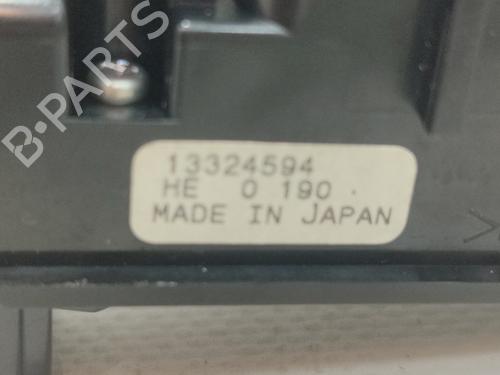 B-PARTS
13324594
HE 0 190
MADE IN JAPAN
>